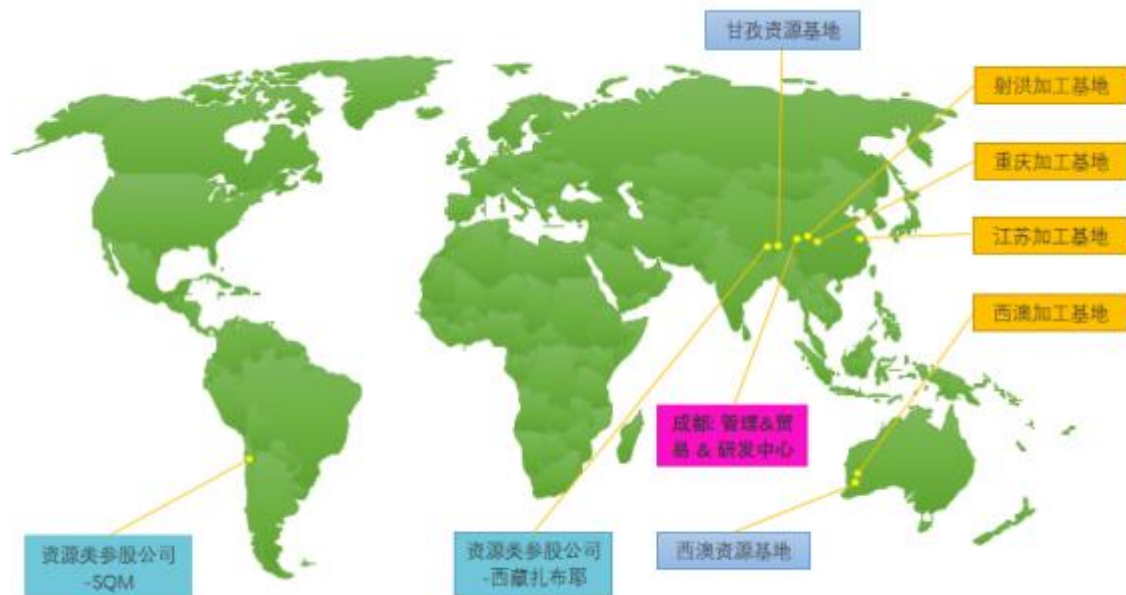 甘孜资源基地
射洪加工基地
重庆加工基地
江苏加工基地
西澳加工基地
成都: 管理&贸
易 & 研发中心
资源类参股公司
-SQM
资源类参股公司
-西藏扎布耶
西澳资源基地